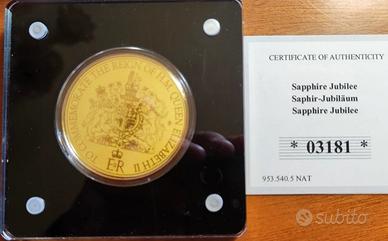 TO COMMEMORATE THE REIGN OF H.M. QUEEN ELIZABETH II
E R
CERTIFICATE OF AUTHENTICITY
Sapphire Jubilee
Saphir-Jubiläum
Sapphire Jubilee
* 03181 *
953.540.5 NAT
subito